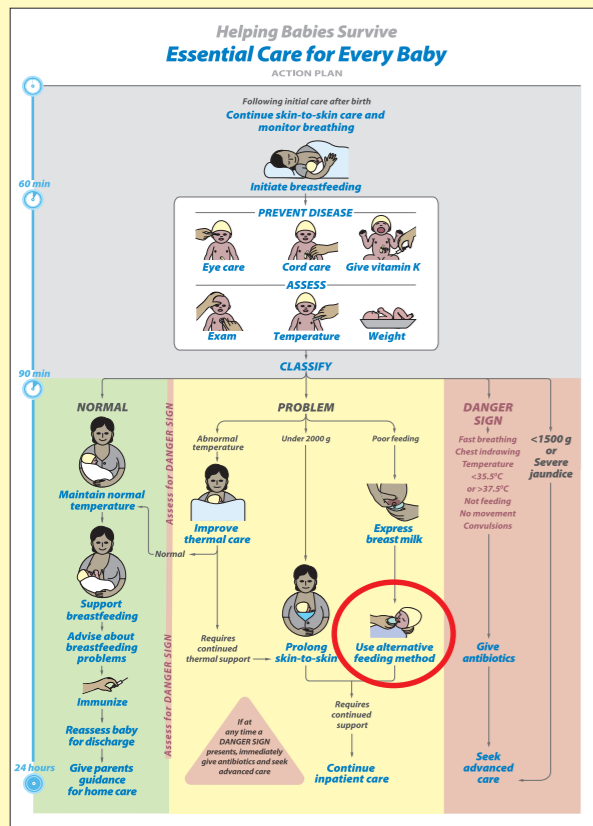 Helping Babies Survive
Essential Care for Every Baby
ACTION PLAN
Following initial care after birth
Continue skin-to-skin care and
monitor breathing
60 min
Initiate breastfeeding
PREVENT DISEASE
Eye care
Cord care
Give vitamin K
ASSESS
Exam
Temperature
Weight
90 min
CLASSIFY
NORMAL
Maintain normal
temperature
Support
breastfeeding
Advise about
breastfeeding
problems
Immunize
Reassess baby
for discharge
24 hours
Give parents
guidance
for home care
Assess for DANGER SIGN
Assess for DANGER SIGN
PROBLEM
Abnormal
temperature
Improve
thermal care
Normal
Requires
continued
thermal support
Under 2000 g
Prolong
skin-to-skin
Poor feeding
Express
breast milk
Use alternative
feeding method
Requires
continued
support
Continue
inpatient care
If at
any time a
DANGER SIGN
presents, immediately
give antibiotics and seek
advanced care
DANGER
SIGN
Fast breathing
Chest indrawing
Temperature
<35.5ºC
or >37.5ºC
Not feeding
No movement
Convulsions
Give
antibiotics
Seek
advanced
care
<1500 g
or
Severe
jaundice